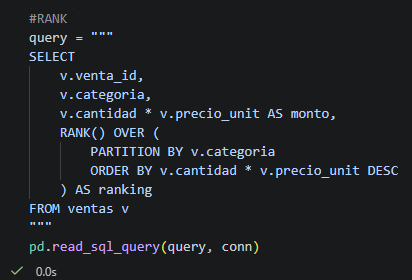 #RANK
query = """
SELECT
    v.venta_id,
    v.categoria,
    v.cantidad * v.precio_unit AS monto,
    RANK() OVER (
        PARTITION BY v.categoria
        ORDER BY v.cantidad * v.precio_unit DESC
    ) AS ranking
FROM ventas v
"""
pd.read_sql_query(query, conn)
✓ 0.0s